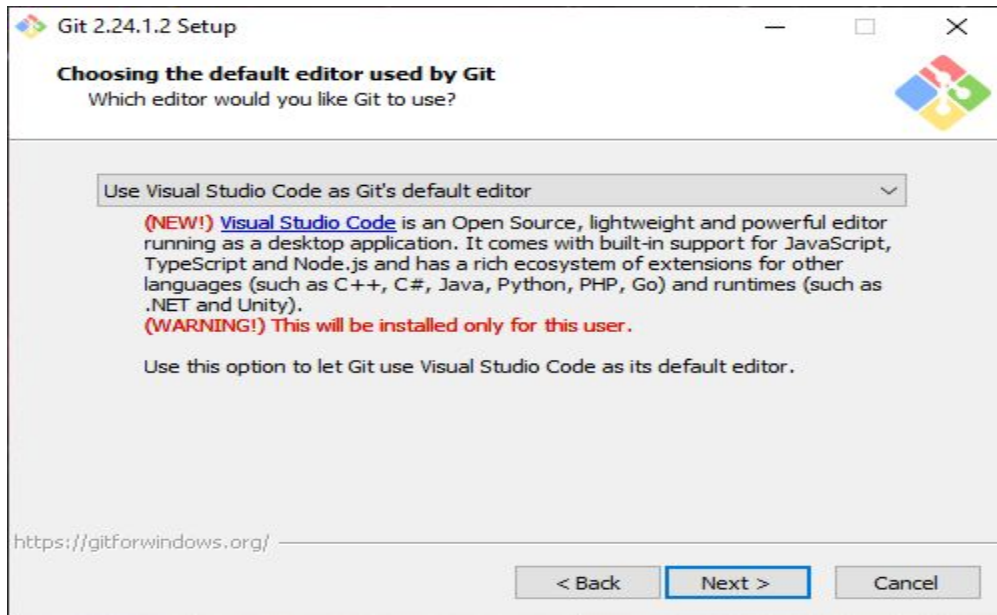 Git 2.24.1.2 Setup
Choosing the default editor used by Git
Which editor would you like Git to use?
Use Visual Studio Code as Git's default editor
(NEW!) Visual Studio Code is an Open Source, lightweight and powerful editor
running as a desktop application. It comes with built-in support for JavaScript,
TypeScript and Node.js and has a rich ecosystem of extensions for other
languages (such as C++, C#, Java, Python, PHP, Go) and runtimes (such as
.NET and Unity).
(WARNING!) This will be installed only for this user.
Use this option to let Git use Visual Studio Code as its default editor.
https://gitforwindows.org/
< Back Next > Cancel